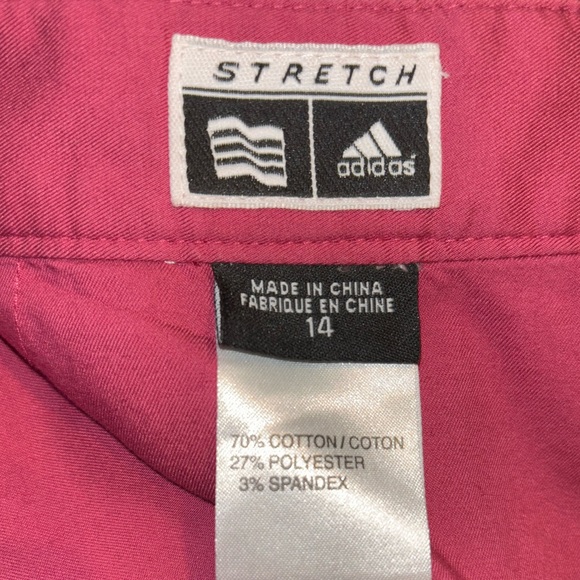 STRETCH
adidas
MADE IN CHINA
FABRIQUE EN CHINE
14
70% COTTON/COTON
27% POLYESTER
3% SPANDEX